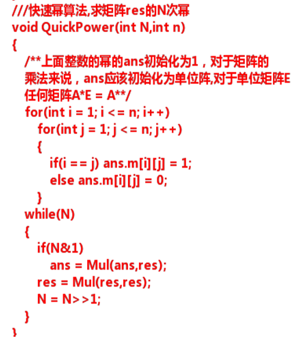 ///快速幂算法,求矩阵res的N次幂
void QuickPower(int N,int n)
{
/**上面整数的幂的ans初始化为1，对于矩阵的
乘法来说，ans应该初始化为单位阵,对于单位矩阵E
任何矩阵A*E = A**/
for(int i = 1; i <= n; i++)
for(int j = 1; j <= n; j++)
{
if(i == j) ans.m[i][j] = 1;
else ans.m[i][j] = 0;
}
while(N)
{
if(N&1)
ans = Mul(ans,res);
res = Mul(res,res);
N = N>>1;
}
}